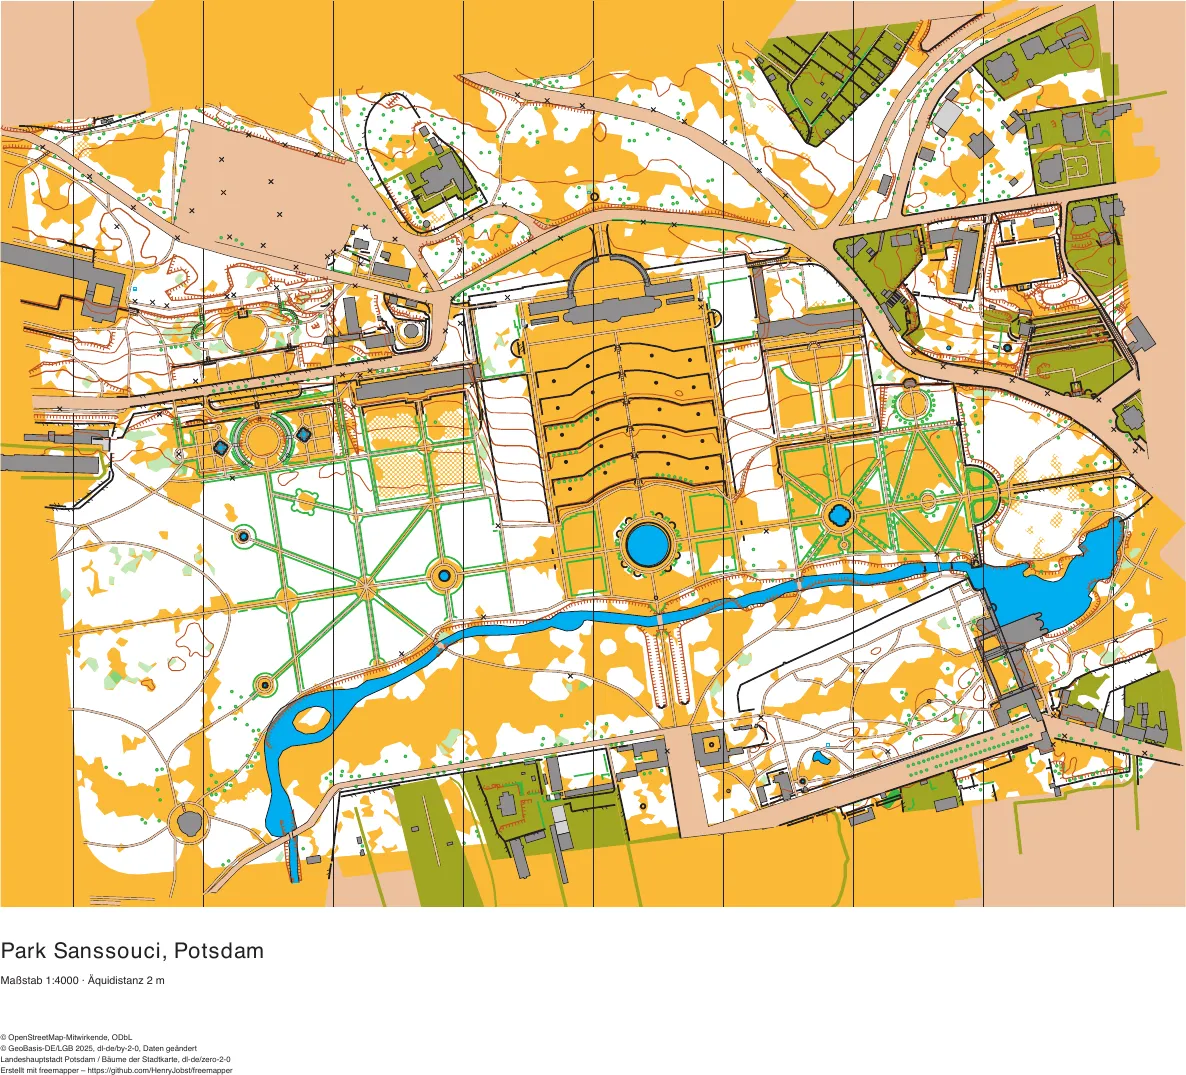 Park Sanssouci, Potsdam
Maßstab 1:4000 · Äquidistanz 2 m
© OpenStreetMap-Mitwirkende, ODbL
© GeoBasis-DE/LGB 2025, dl-de/by-2-0, Daten geändert
Landeshauptstadt Potsdam / Bäume der Stadtkarte, dl-de/zero-2-0
Erstellt mit freemapper – https://github.com/HenryJobst/freemapper